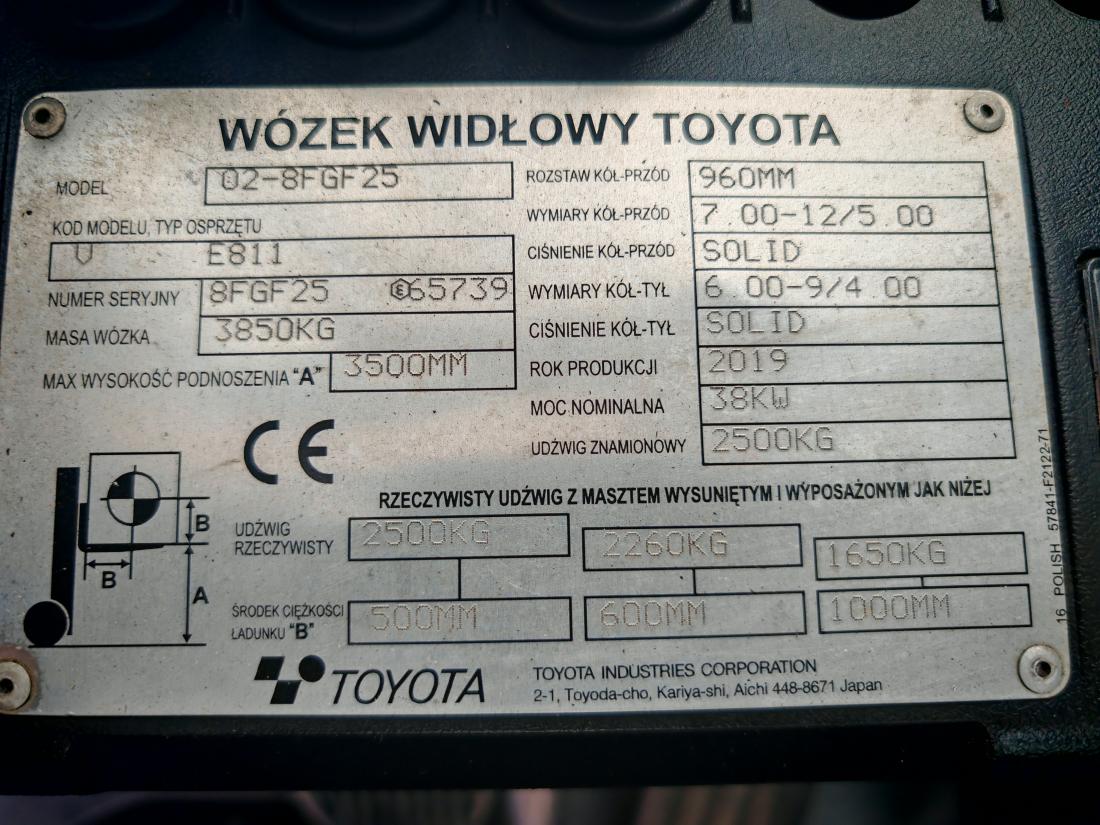 WÓZEK WIDŁOWY TOYOTA
MODEL 02-8FGF25
KOD MODELU, TYP OSPRZĘTU
V E811
NUMER SERYJNY 8FGF25 E65739
MASA WÓZKA 3850KG
MAX WYSOKOŚĆ PODNOSZENIA "A" 3500MM
ROZSTAW KÓŁ-PRZÓD 960MM
WYMIARY KÓŁ-PRZÓD 7.00-12/5.00
CIŚNIENIE KÓŁ-PRZÓD SOLID
WYMIARY KÓŁ-TYŁ 6.00-9/4.00
CIŚNIENIE KÓŁ-TYŁ SOLID
ROK PRODUKCJI 2019
MOC NOMINALNA 38KW
UDŹWIG ZNAMIONOWY 2500KG
CE
RZECZYWISTY UDŹWIG Z MASZTEM WYSUNIĘTYM I WYPOSAŻONYM JAK NIŻEJ
B
B
A
UDŹWIG
RZECZYWISTY 2500KG 2260KG 1650KG
ŚRODEK CIĘŻKOŚCI
ŁADUNKU "B" 500MM 600MM 1000MM
TOYOTA
TOYOTA INDUSTRIES CORPORATION
2-1, Toyoda-cho, Kariya-shi, Aichi 448-8671 Japan
16 POLISH 57841-F2122-71